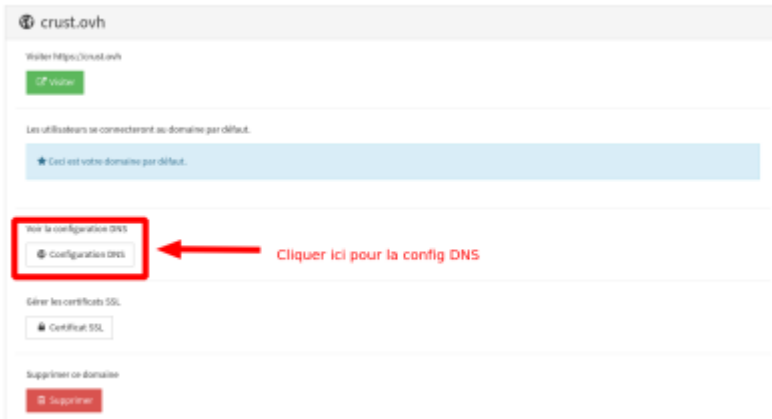 crust.ovh
Visiter https://crust.ovh
Visiter
Les utilisateurs se connecteront au domaine par défaut.
Ceci est votre domaine par défaut.
Voir la configuration DNS
Configuration DNS
Cliquer ici pour la config DNS
Gérer les certificats SSL.
Certificat SSL
Supprimer ce domaine
Supprimer